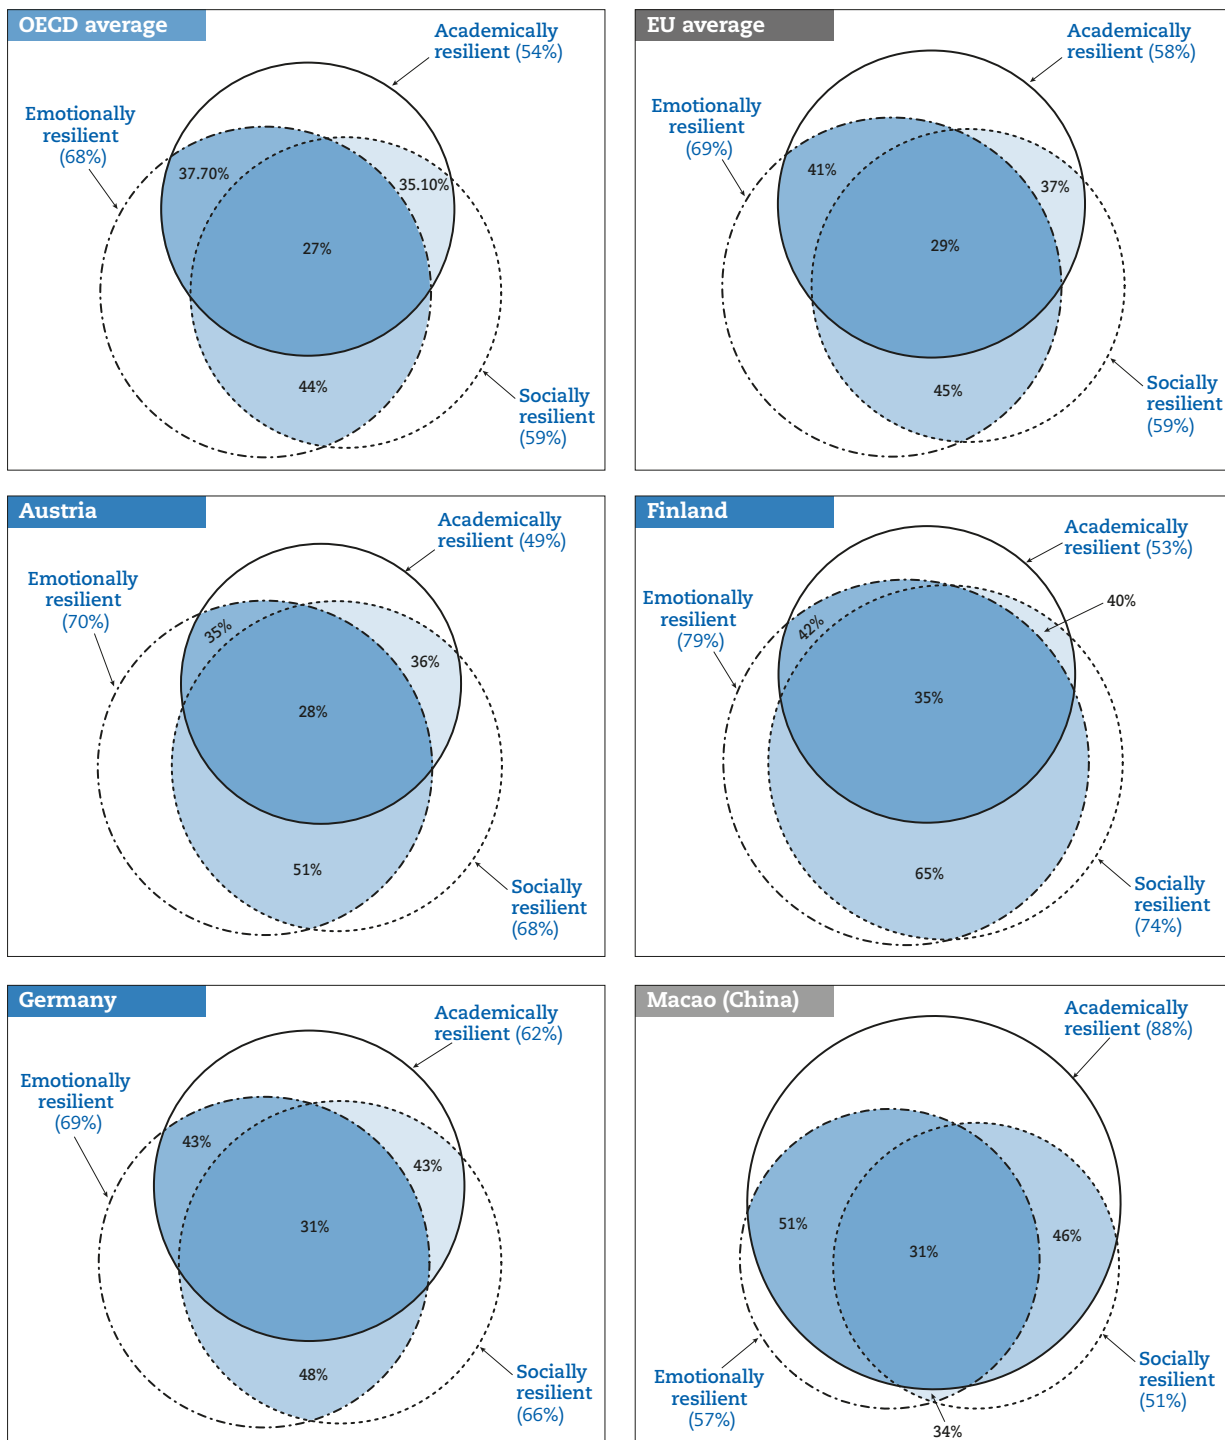 OECD average
Academically
resilient (54%)
Emotionally
resilient
(68%)
37.70%
35.10%
27%
44%
Socially
resilient
(59%)
EU average
Academically
resilient (58%)
Emotionally
resilient
(69%)
41%
37%
29%
45%
Socially
resilient
(59%)
Austria
Academically
resilient (49%)
Emotionally
resilient
(70%)
35%
36%
28%
51%
Socially
resilient
(68%)
Finland
Academically
resilient (53%)
Emotionally
resilient
(79%)
40%
42%
35%
65%
Socially
resilient
(74%)
Germany
Academically
resilient (62%)
Emotionally
resilient
(69%)
43%
43%
31%
48%
Socially
resilient
(66%)
Macao (China)
Academically
resilient (88%)
51%
46%
31%
Emotionally
resilient
(57%)
Socially
resilient
(51%)
34%